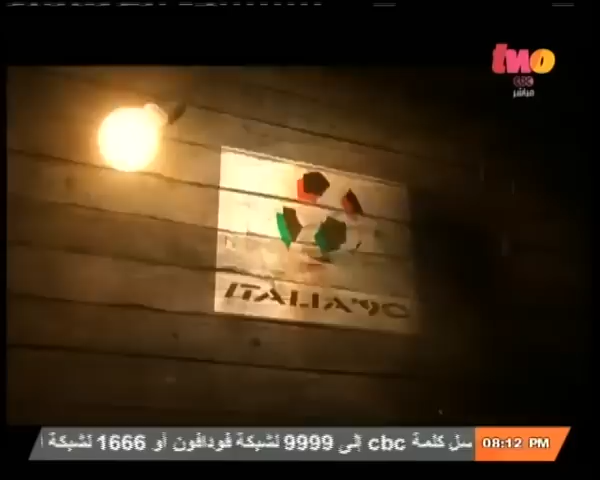 two
cbc
مباشر
ITALIA'90
سل كلمة cbc إلى 9999 لشبكة فودافون أو 1666 لشبكة ا
08:12 PM